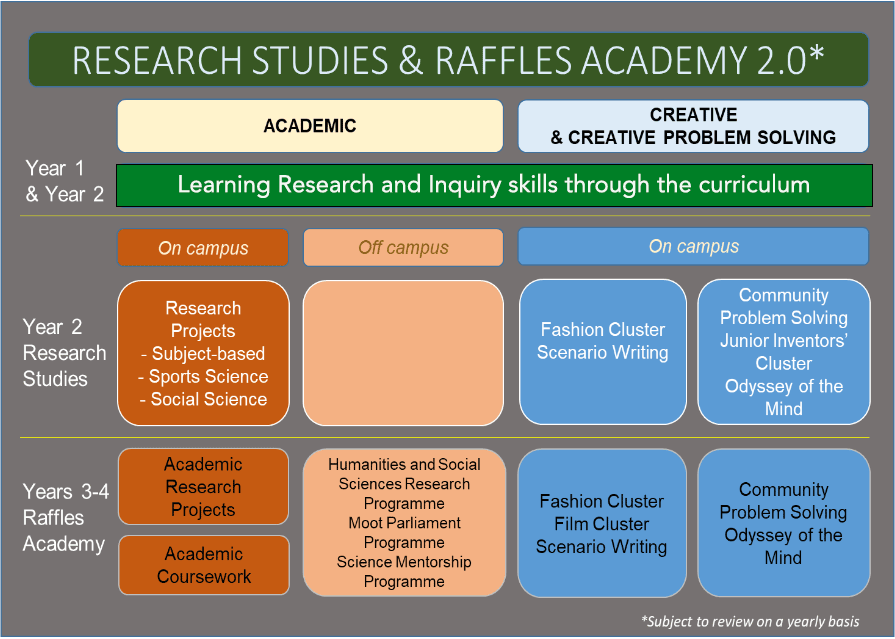 RESEARCH STUDIES & RAFFLES ACADEMY 2.0*
ACADEMIC
CREATIVE
& CREATIVE PROBLEM SOLVING
Year 1
& Year 2
Learning Research and Inquiry skills through the curriculum
On campus
Off campus
On campus
Year 2
Research
Studies
Research
Projects
- Subject-based
- Sports Science
- Social Science
Fashion Cluster
Scenario Writing
Community
Problem Solving
Junior Inventors’
Cluster
Odyssey of the
Mind
Years 3-4
Raffles
Academy
Academic
Research
Projects
Academic
Coursework
Humanities and Social
Sciences Research
Programme
Moot Parliament
Programme
Science Mentorship
Programme
Fashion Cluster
Film Cluster
Scenario Writing
Community
Problem Solving
Odyssey of the
Mind
*Subject to review on a yearly basis